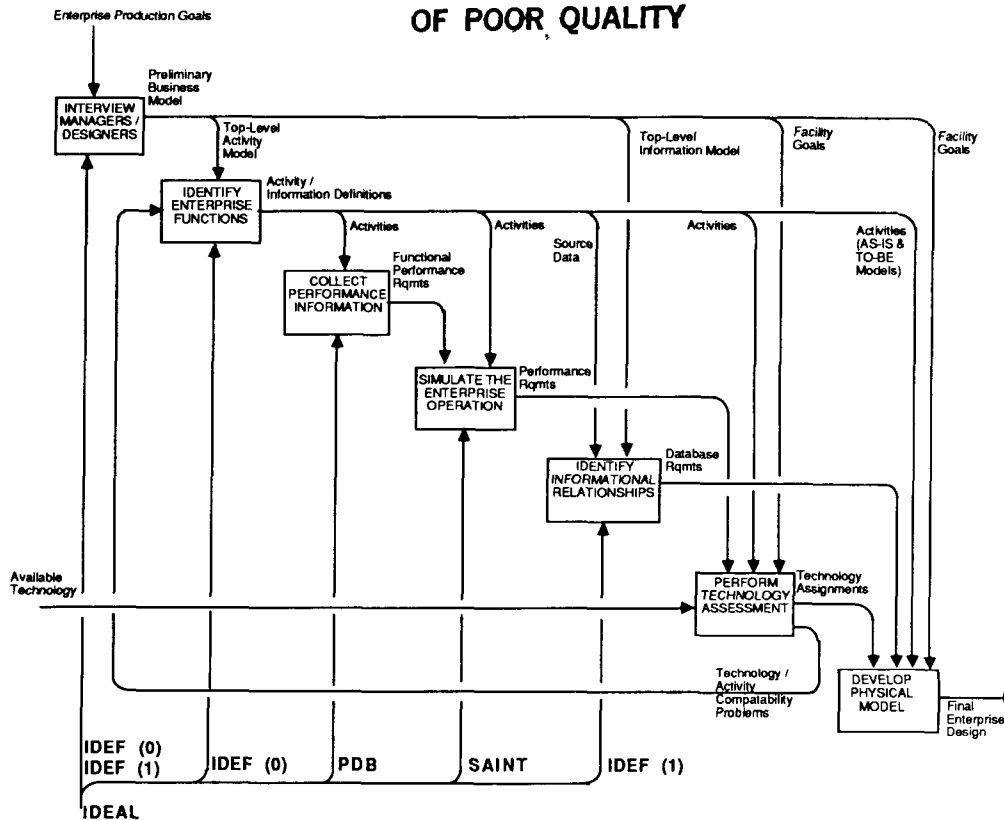 OF POOR QUALITY
Enterprise Production Goals
Preliminary
Business
Model
INTERVIEW
MANAGERS /
DESIGNERS
Top-Level
Activity
Model
Top-Level
Information Model
Facility
Goals
Facility
Goals
IDENTIFY
ENTERPRISE
FUNCTIONS
Activity /
Information Definitions
Activities
Activities
Source
Data
Activities
Activities
(AS-IS &
TO-BE
Models)
COLLECT
PERFORMANCE
INFORMATION
Functional
Performance
Rqmts
SIMULATE THE
ENTERPRISE
OPERATION
Performance
Rqmts
IDENTIFY
INFORMATIONAL
RELATIONSHIPS
Database
Rqmts
Available
Technology
PERFORM
TECHNOLOGY
ASSESSMENT
Technology
Assignments
Technology /
Activity
Compatability
Problems
DEVELOP
PHYSICAL
MODEL
Final
Enterprise
Design
IDEF (0)
IDEF (1)
IDEF (0)
PDB
SAINT
IDEF (1)
IDEAL